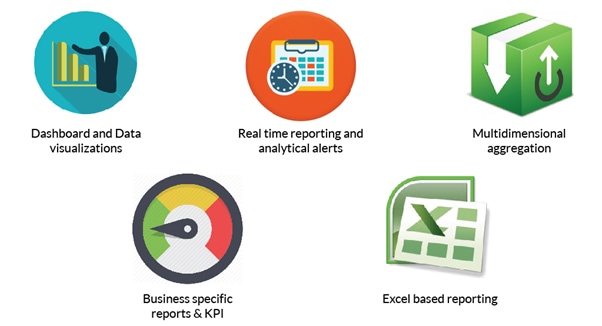 Dashboard and Data
visualizations
Real time reporting and
analytical alerts
Multidimensional
aggregation
Business specific
reports & KPI
Excel based reporting